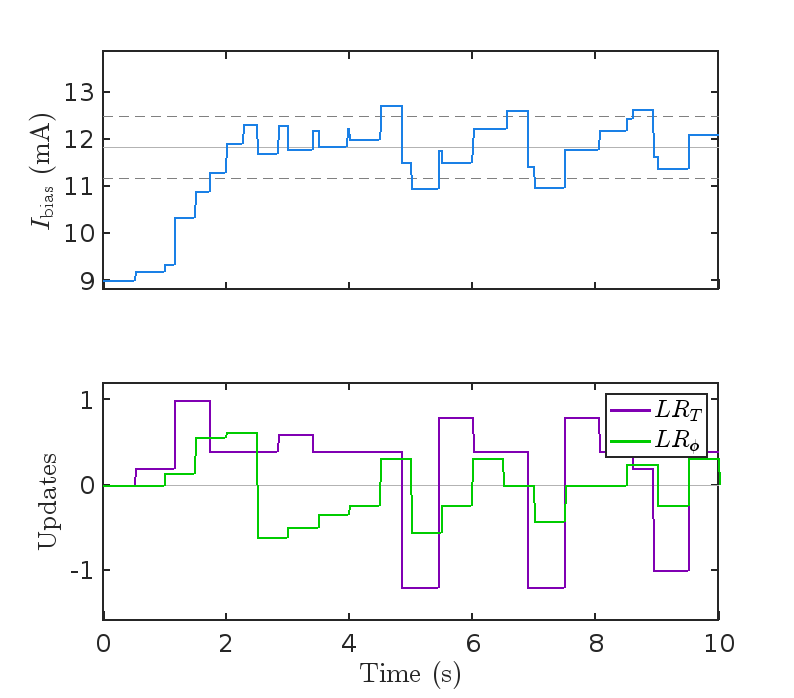 13
12
11
10
9
I_bias (mA)
1
0
-1
Updates
LR_T
LR_ϕ
0 2 4 6 8 10
Time (s)